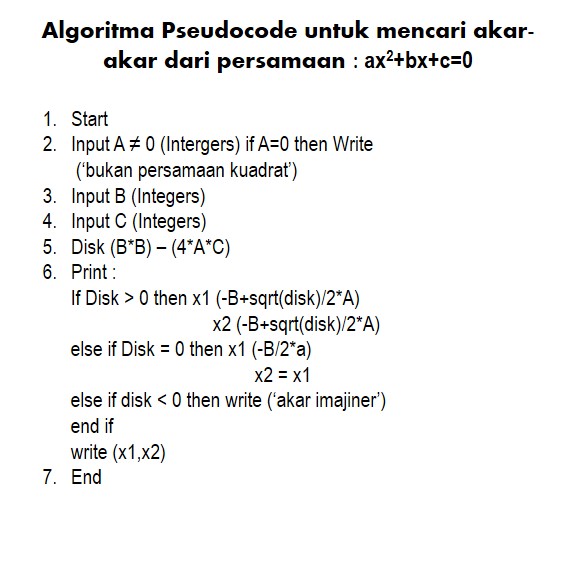 Algoritma Pseudocode untuk mencari akar-
akar dari persamaan : ax²+bx+c=0
1. Start
2. Input A ≠ 0 (Intergers) if A=0 then Write
('bukan persamaan kuadrat')
3. Input B (Integers)
4. Input C (Integers)
5. Disk (B*B) – (4*A*C)
6. Print :
If Disk > 0 then x1 (-B+sqrt(disk)/2*A)
x2 (-B+sqrt(disk)/2*A)
else if Disk = 0 then x1 (-B/2*a)
x2 = x1
else if disk < 0 then write ('akar imajiner')
end if
write (x1,x2)
7. End